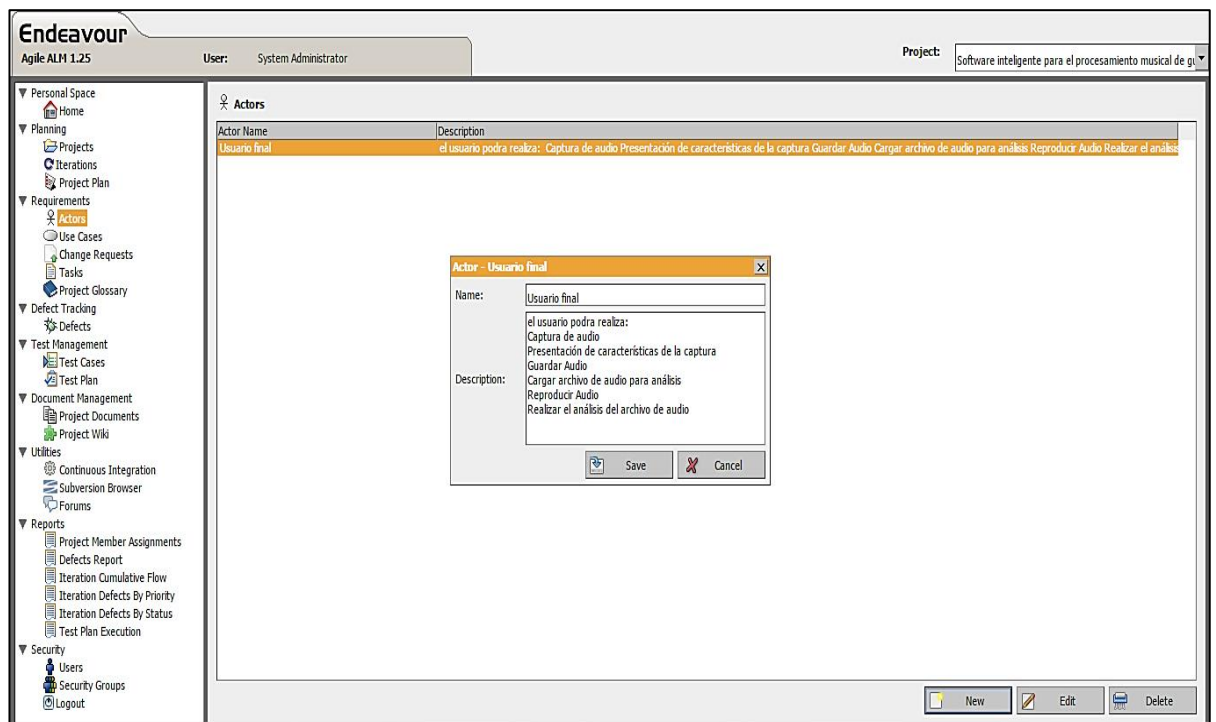 Endeavour
Agile ALM 1.25
User: System Administrator
Project: Software inteligente para el procesamiento musical de gu
Personal Space
Home
Planning
Projects
Iterations
Project Plan
Requirements
Actors
Use Cases
Change Requests
Tasks
Project Glossary
Defect Tracking
Defects
Test Management
Test Cases
Test Plan
Document Management
Project Documents
Project Wiki
Utilities
Continuous Integration
Subversion Browser
Forums
Reports
Project Member Assignments
Defects Report
Iteration Cumulative Flow
Iteration Defects By Priority
Iteration Defects By Status
Test Plan Execution
Security
Users
Security Groups
Logout
Actors
Actor Name Description
Usuario final el usuario podra realiza: Captura de audio Presentación de características de la captura Guardar Audio Cargar archivo de audio para análisis Reproducir Audio Realizar el análisis
Actor - Usuario final
Name: Usuario final
Description:
el usuario podra realiza:
Captura de audio
Presentación de características de la captura
Guardar Audio
Cargar archivo de audio para análisis
Reproducir Audio
Realizar el análisis del archivo de audio
Save Cancel
New Edit Delete